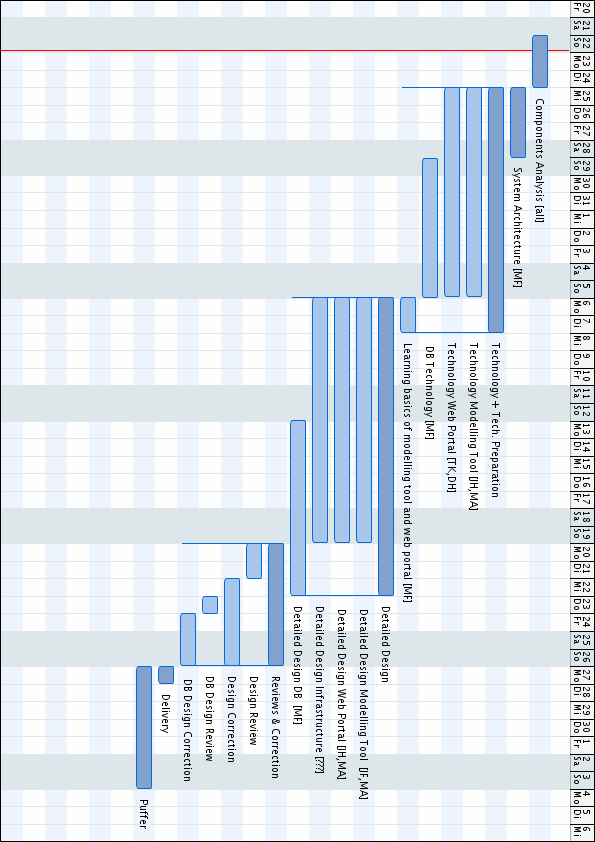 20 21 22 23 24 25 26 27 28 29 30 31 1 2 3 4 5 6 7 8 9 10 11 12 13 14 15 16 17 18 19 20 21 22 23 24 25 26 27 28 29 30 1 2 3 4 5 6
Fr Sa So Mo Di Mi Do Fr Sa So Mo Di Mi Do Fr Sa So Mo Di Mi Do Fr Sa So Mo Di Mi Do Fr Sa So Mo Di Mi Do Fr Sa So Mo Di Mi Do Fr Sa So Mo Di Mi
Components Analysis [all]
System Architecture [MF]
Technology + Tech. Preparation
Technology Modelling Tool [JH,MA]
Technology Web Portal [TK,DH]
DB Technology [MF]
Learning basics of modelling tool and web portal [MF]
Detailed Design
Detailed Design Modelling Tool [JF,MA]
Detailed Design Web Portal [JH,MA]
Detailed Design Infrastructure [???]
Detailed Design DB [MF]
Reviews & Correction
Design Review
Design Correction
DB Design Review
DB Design Correction
Delivery
Puffer